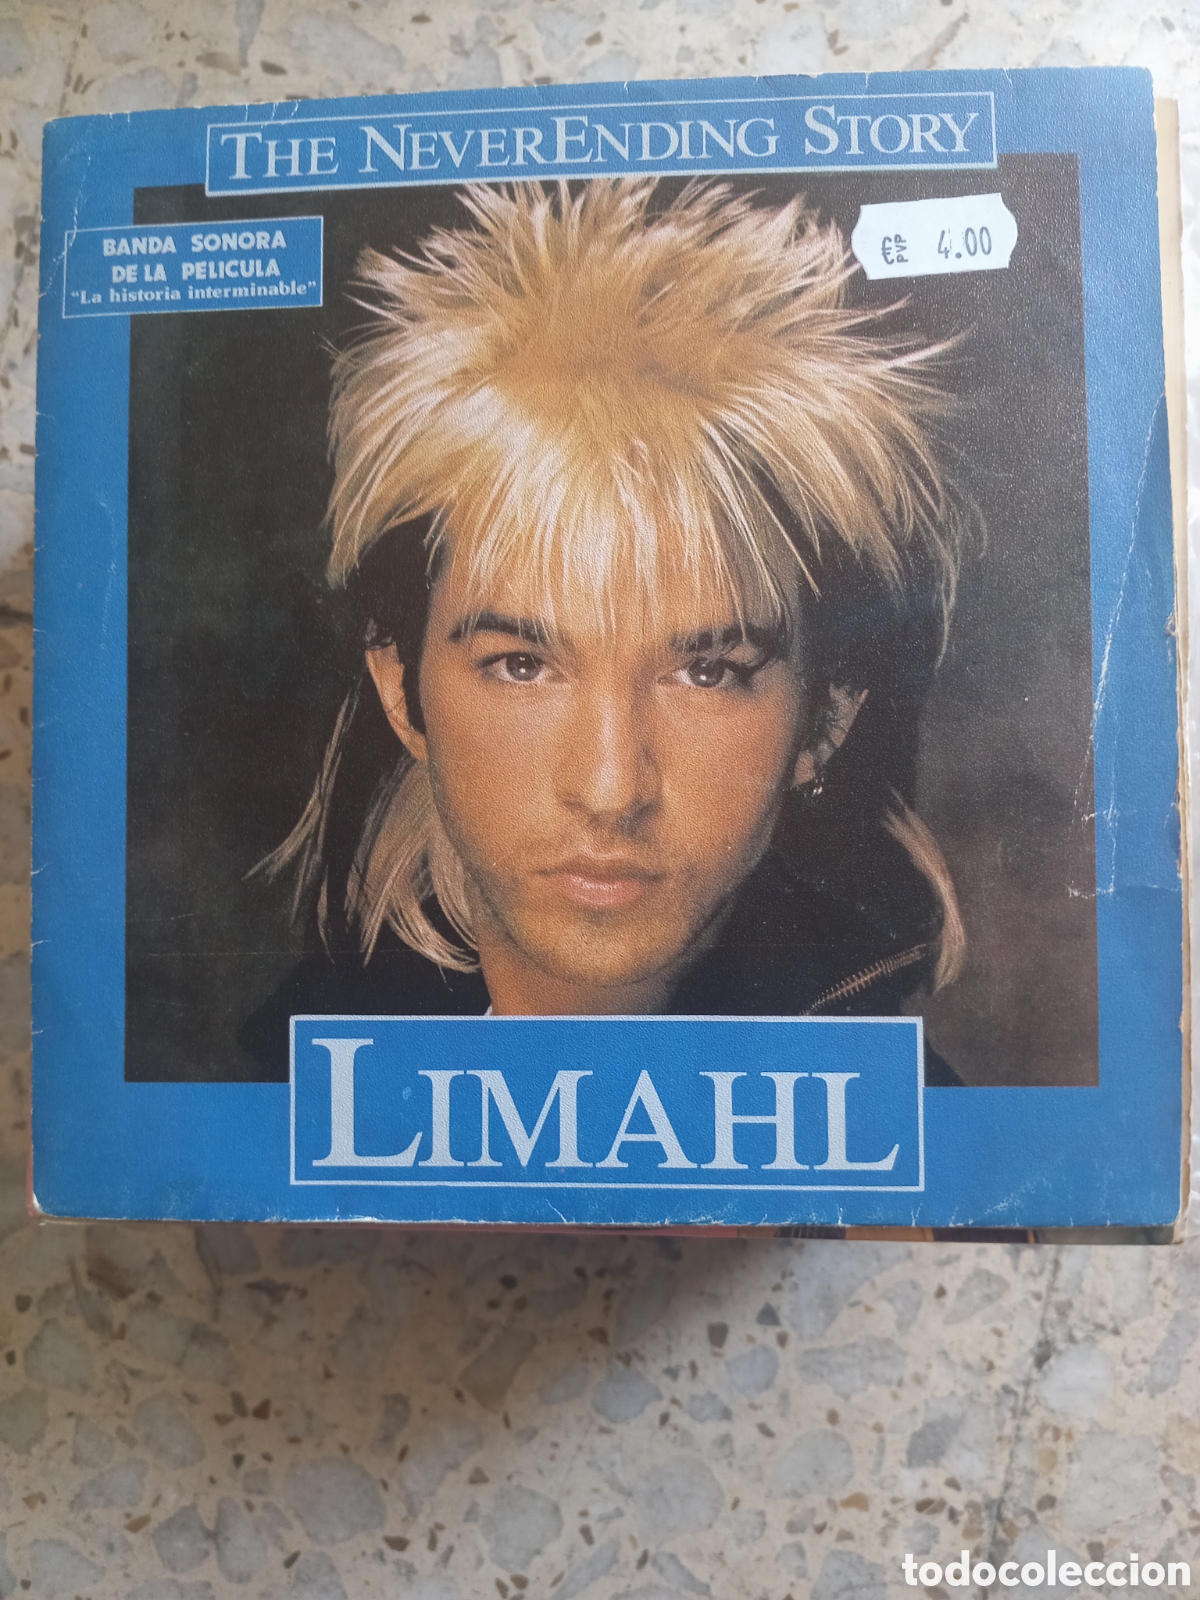 THE NEVERENDING STORY
BANDA SONORA
DE LA PELICULA
"La historia interminable"
€ PVP 4.00
LIMAHL
todocoleccion